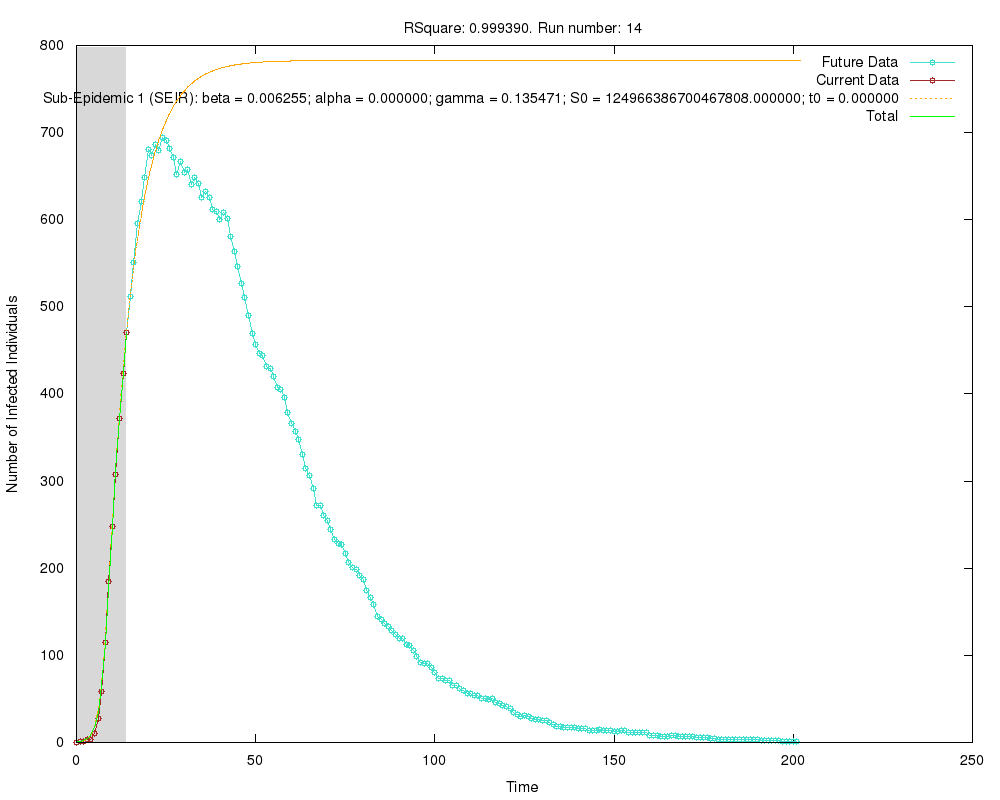 RSquare: 0.999390. Run number: 14
800
700
600
500
400
300
200
100
0
Number of Infected Individuals
Future Data
Current Data
Sub-Epidemic 1 (SEIR): beta = 0.006255; alpha = 0.000000; gamma = 0.135471; S0 = 124966386700467808.000000; t0 = 0.000000
Total
0 50 100 150 200 250
Time